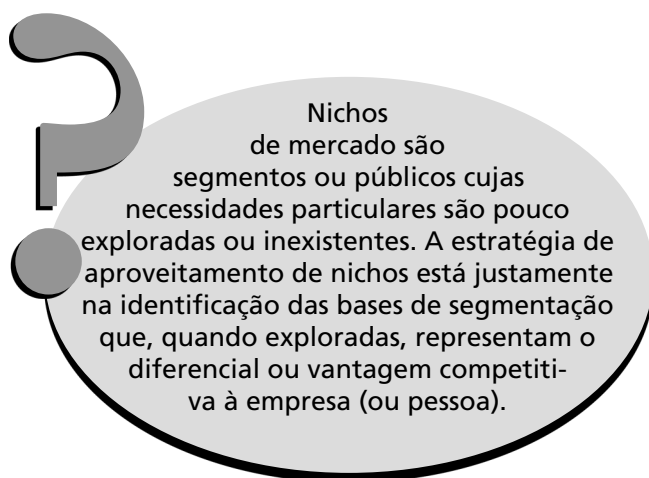 Nichos
de mercado são
segmentos ou públicos cujas
necessidades particulares são pouco
exploradas ou inexistentes. A estratégia de
aproveitamento de nichos está justamente
na identificação das bases de segmentação
que, quando exploradas, representam o
diferencial ou vantagem competiti-
va à empresa (ou pessoa).